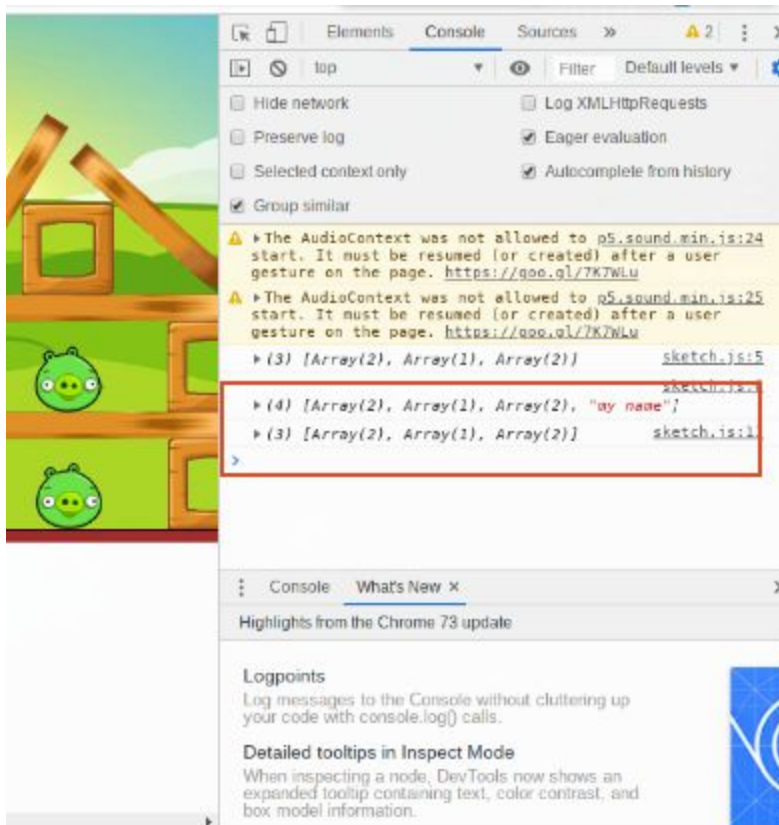 Elements Console Sources » 2
top Filter Default levels ▼
Hide network Log XMLHttpRequests
Preserve log Eager evaluation
Selected context only Autocomplete from history
Group similar
The AudioContext was not allowed to p5.sound.min.js:24
start. It must be resumed (or created) after a user
gesture on the page. https://goo.gl/7K7WLu
The AudioContext was not allowed to p5.sound.min.js:25
start. It must be resumed (or created) after a user
gesture on the page. https://goo.gl/7K7WLu
(3) [Array(2), Array(1), Array(2)] sketch.js:5
(4) [Array(2), Array(1), Array(2), "my name"]
(3) [Array(2), Array(1), Array(2)]
>
Console What's New ×
Highlights from the Chrome 73 update
Logpoints
Log messages to the Console without cluttering up
your code with console.log() calls.
Detailed tooltips in Inspect Mode
When inspecting a node, DevTools now shows an
expanded tooltip containing text, color contrast, and
box model information.